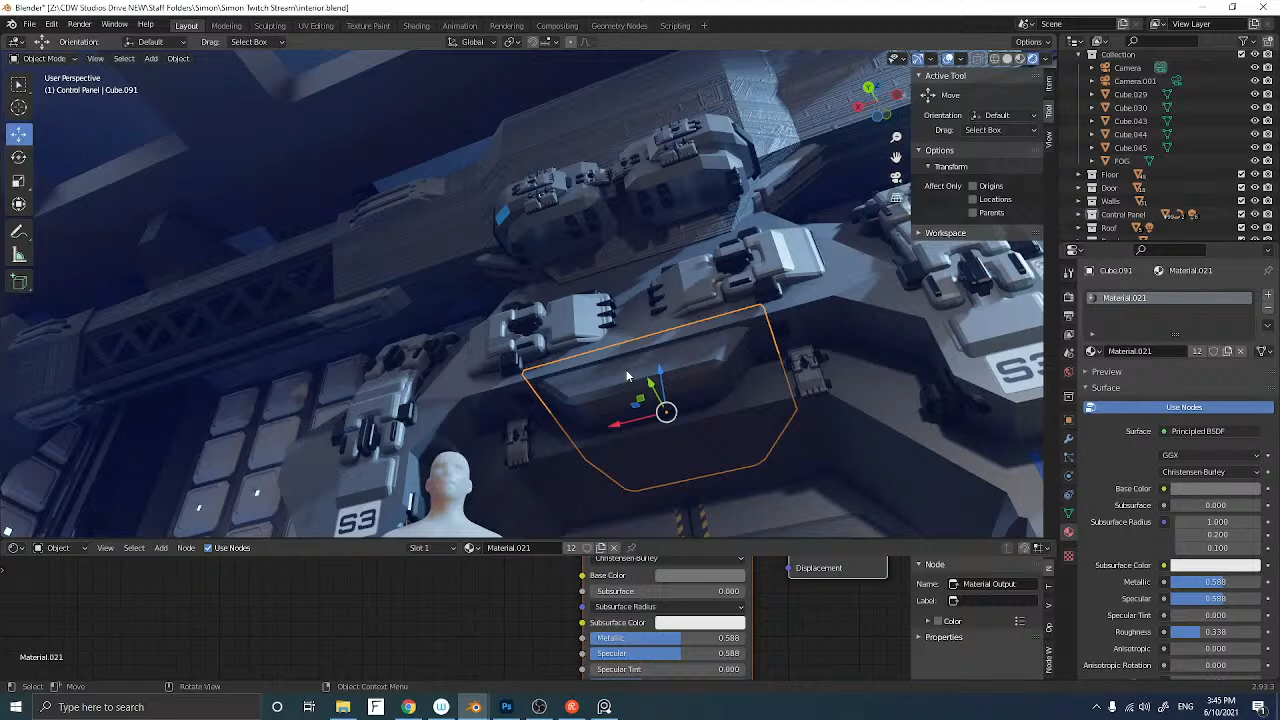 Blender* [Z:\CDW Studios Drive NEW\Staff Folders\Simon\Simon Twitch Stream\interior.blend]
File Edit Render Window Help Layout Modeling Sculpting UV Editing Texture Paint Shading Animation Rendering Compositing Geometry Nodes Scripting + Scene View Layer
Orientation: Default Drag: Select Box Global Options
Object Mode View Select Add Object
User Perspective
(1) Control Panel | Cube.091
Active Tool
Move
Orientation: Default
Drag: Select Box
Options
Transform
Affect Only Origins
Locations
Parents
Workspace
Item
Tool
View
Collection
Camera
Camera.001
Cube.029
Cube.030
Cube.043
Cube.044
Cube.045
FOG
Floor
Door
Walls
Control Panel
Roof
Cube.091 Material.021
Material.021
Material.021 12
Preview
Surface
Use Nodes
Surface Principled BSDF
GGX
Christensen-Burley
Base Color
Subsurface 0.000
Subsurface Radius 1.000
0.200
0.100
Subsurface Color
Metallic 0.588
Specular 0.588
Specular Tint 0.000
Roughness 0.338
Anisotropic 0.000
Anisotropic Rotation 0.000
S3
S3
Object View Select Add Node Use Nodes Slot 1 Material.021 12
Christensen-Burley
Base Color
Subsurface 0.000
Subsurface Radius
Subsurface Color
Metallic 0.588
Specular 0.588
Specular Tint 0.000
Displacement
Node
Name: Material Output
Label:
Color
Properties
Material.021
Select Move Rotate View Object Context Menu 2.93.3
Type here to search
3:45 PM
6/10/2021